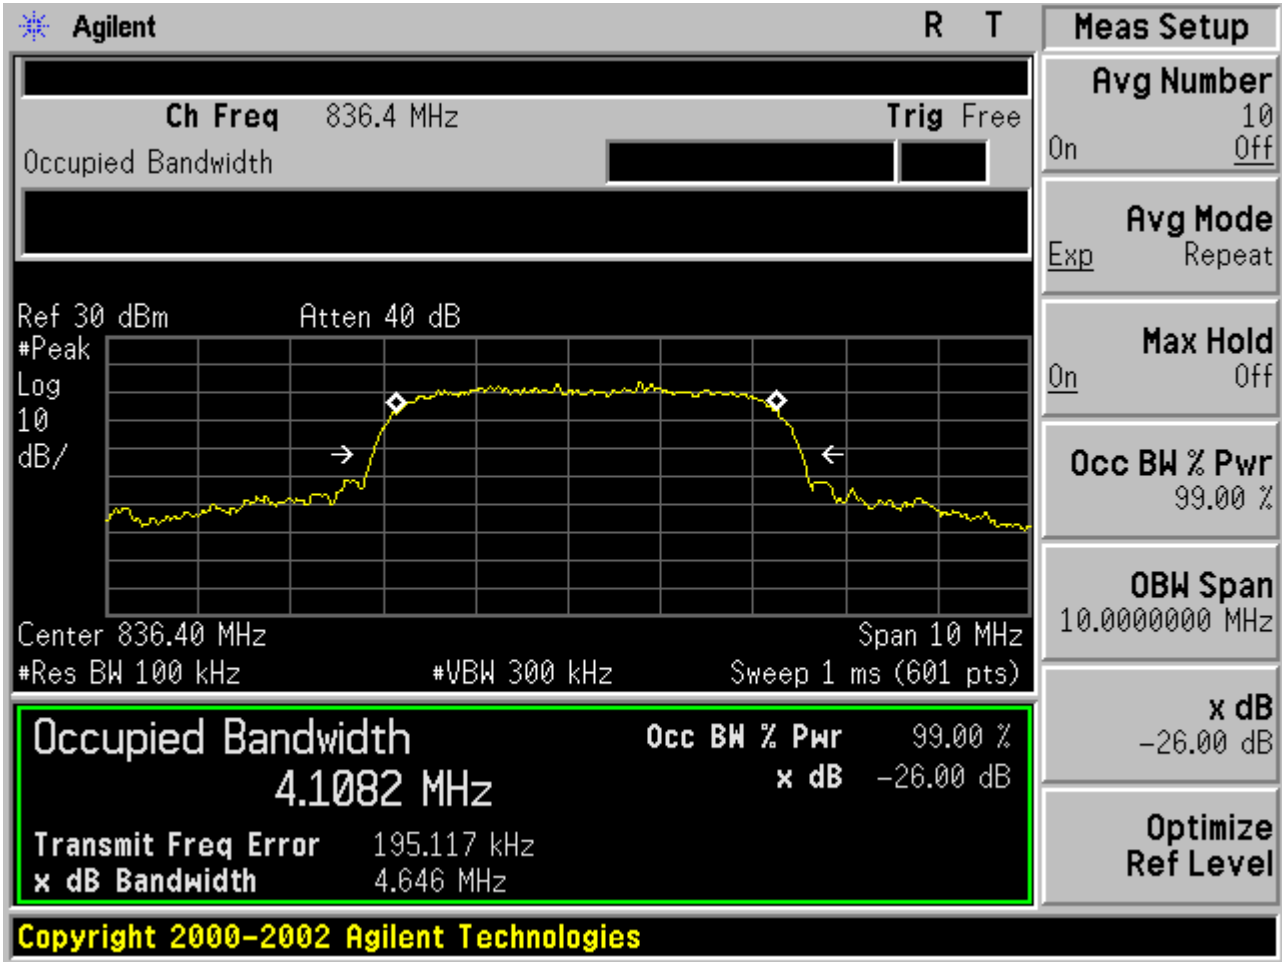 Agilent R T
Ch Freq 836.4 MHz Trig Free
Occupied Bandwidth
Ref 30 dBm Atten 40 dB
#Peak
Log
10
dB/
Center 836.40 MHz Span 10 MHz
#Res BW 100 kHz #VBW 300 kHz Sweep 1 ms (601 pts)
Occupied Bandwidth Occ BW % Pwr 99.00 %
4.1082 MHz x dB -26.00 dB
Transmit Freq Error 195.117 kHz
x dB Bandwidth 4.646 MHz
Copyright 2000-2002 Agilent Technologies
Meas Setup
Avg Number
10
On Off
Avg Mode
Exp Repeat
Max Hold
On Off
Occ BW % Pwr
99.00 %
OBW Span
10.0000000 MHz
x dB
-26.00 dB
Optimize
Ref Level